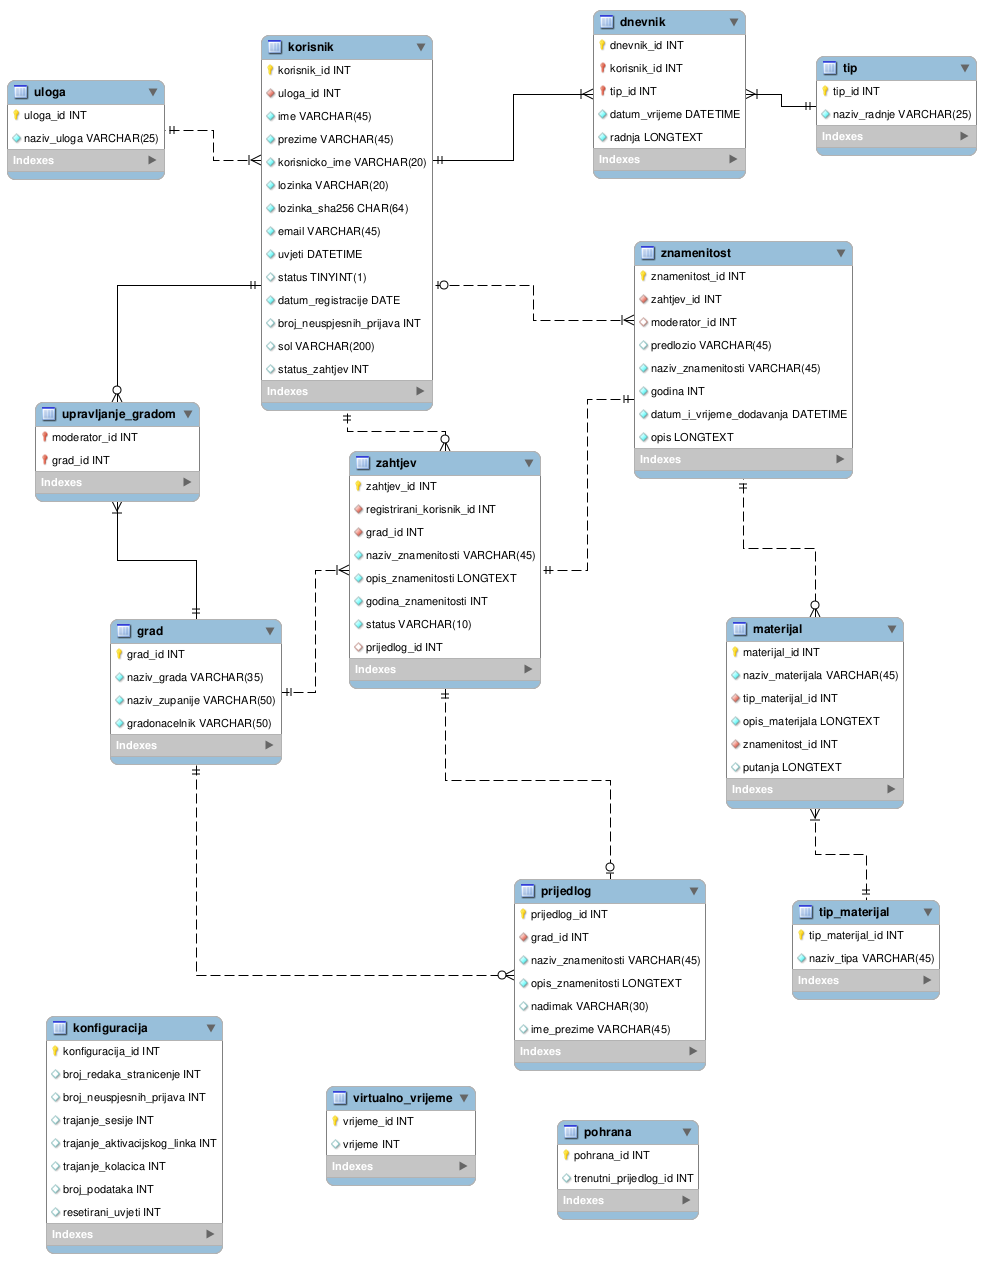 uloga
uloga_id INT
naziv_uloga VARCHAR(25)
Indexes
korisnik
korisnik_id INT
uloga_id INT
ime VARCHAR(45)
prezime VARCHAR(45)
korisnicko_ime VARCHAR(20)
lozinka VARCHAR(20)
lozinka_sha256 CHAR(64)
email VARCHAR(45)
uvjeti DATETIME
status TINYINT(1)
datum_registracije DATE
broj_neuspjesnih_prijava INT
sol VARCHAR(200)
status_zahtjev INT
Indexes
dnevnik
dnevnik_id INT
korisnik_id INT
tip_id INT
datum_vrijeme DATETIME
radnja LONGTEXT
Indexes
tip
tip_id INT
naziv_radnje VARCHAR(25)
Indexes
znamenitost
znamenitost_id INT
zahtjev_id INT
moderator_id INT
predlozio VARCHAR(45)
naziv_znamenitosti VARCHAR(45)
godina INT
datum_i_vrijeme_dodavanja DATETIME
opis LONGTEXT
Indexes
upravljanje_gradom
moderator_id INT
grad_id INT
Indexes
zahtjev
zahtjev_id INT
registrirani_korisnik_id INT
grad_id INT
naziv_znamenitosti VARCHAR(45)
opis_znamenitosti LONGTEXT
godina_znamenitosti INT
status VARCHAR(10)
prijedlog_id INT
Indexes
grad
grad_id INT
naziv_grada VARCHAR(35)
naziv_zupanije VARCHAR(50)
gradonacelnik VARCHAR(50)
Indexes
materijal
materijal_id INT
naziv_materijala VARCHAR(45)
tip_materijal_id INT
opis_materijala LONGTEXT
znamenitost_id INT
putanja LONGTEXT
Indexes
prijedlog
prijedlog_id INT
grad_id INT
naziv_znamenitosti VARCHAR(45)
opis_znamenitosti LONGTEXT
nadimak VARCHAR(30)
ime_prezime VARCHAR(45)
Indexes
tip_materijal
tip_materijal_id INT
naziv_tipa VARCHAR(45)
Indexes
konfiguracija
konfiguracija_id INT
broj_redaka_stranicenje INT
broj_neuspjesnih_prijava INT
trajanje_sesije INT
trajanje_aktivacijskog_linka INT
trajanje_kolacica INT
broj_podataka INT
resetirani_uvjeti INT
Indexes
virtualno_vrijeme
vrijeme_id INT
vrijeme INT
Indexes
pohrana
pohrana_id INT
trenutni_prijedlog_id INT
Indexes